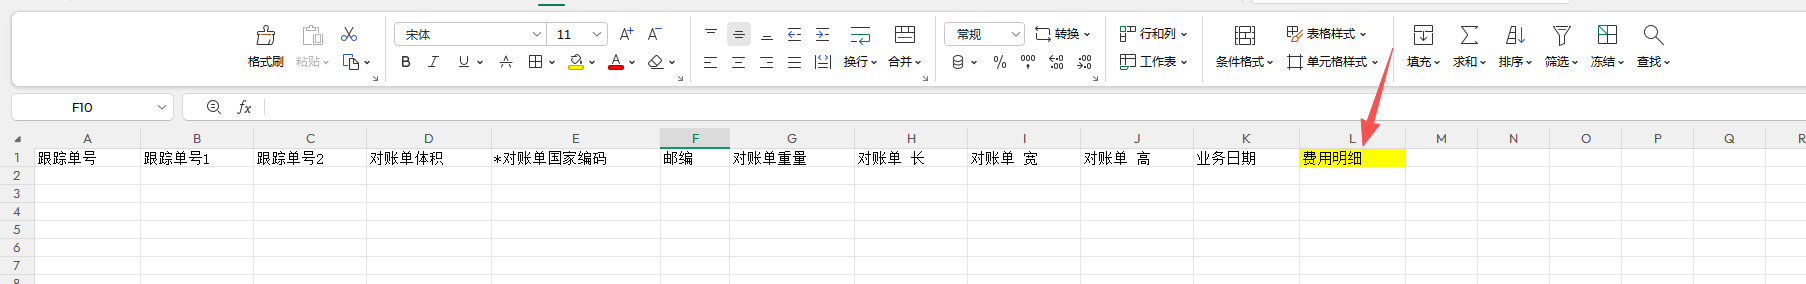 宋体 11 A+ A- 常规 转换 行和列 表格样式
格式刷 粘贴 B I U A A 换行 合并 % 000 工作表 条件格式 单元格样式 填充 求和 排序 筛选 冻结 查找
F10 fx
A B C D E F G H I J K L M N O P Q R
1 跟踪单号 跟踪单号1 跟踪单号2 对账单体积 *对账单国家编码 邮编 对账单重量 对账单 长 对账单 宽 对账单 高 业务日期 费用明细
2
3
4
5
6
7
8